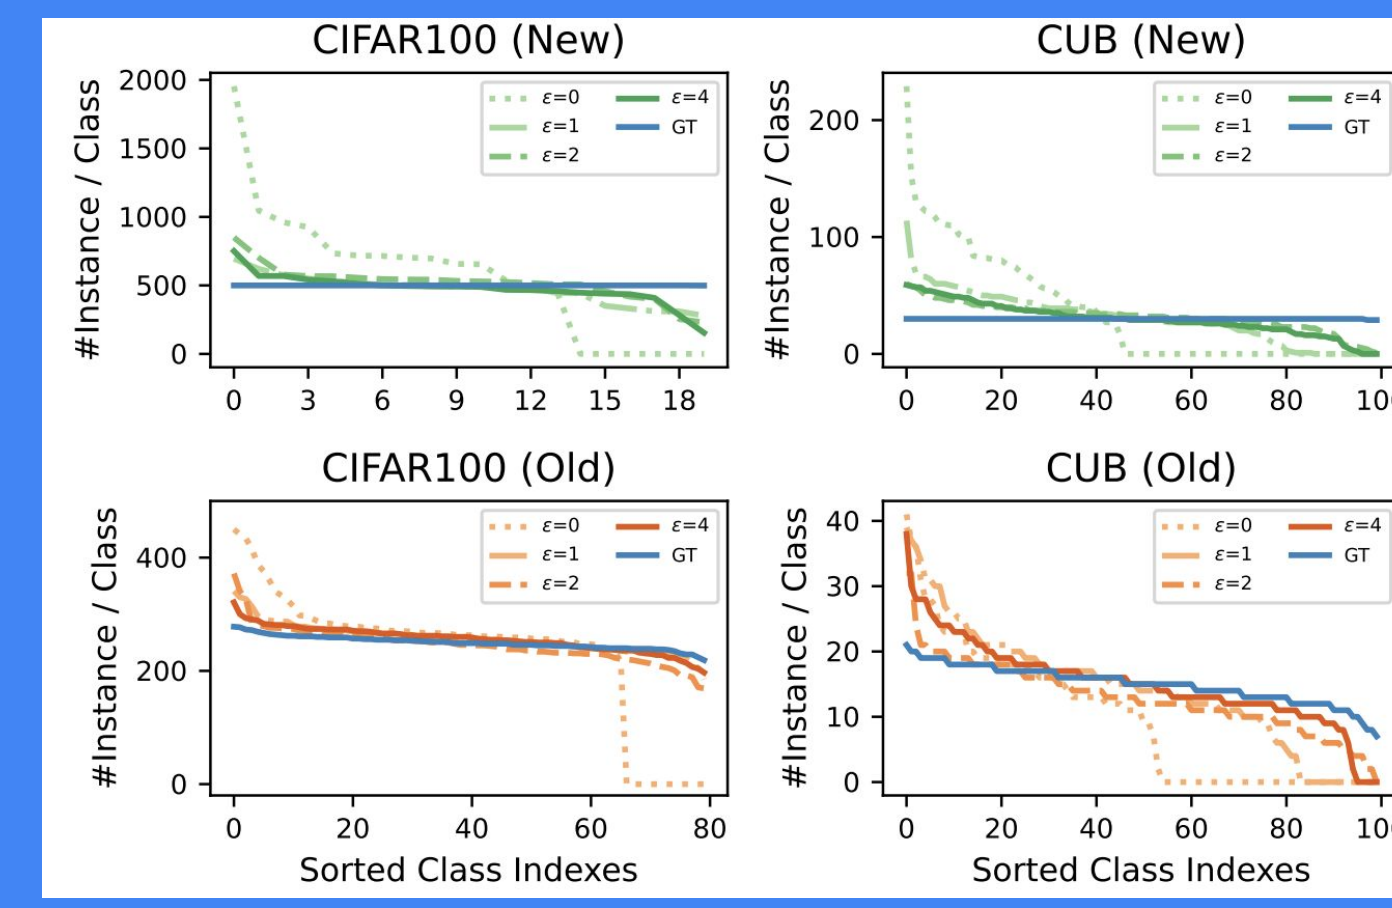 CIFAR100 (New)
#Instance / Class
2000
1500
1000
500
0
ε=0
ε=1
ε=2
ε=4
GT
0 3 6 9 12 15 18
CUB (New)
#Instance / Class
200
100
0
ε=0
ε=1
ε=2
ε=4
GT
0 20 40 60 80 10
CIFAR100 (Old)
#Instance / Class
400
200
0
ε=0
ε=1
ε=2
ε=4
GT
0 20 40 60 80
Sorted Class Indexes
CUB (Old)
#Instance / Class
40
30
20
10
0
ε=0
ε=1
ε=2
ε=4
GT
0 20 40 60 80 10
Sorted Class Indexes